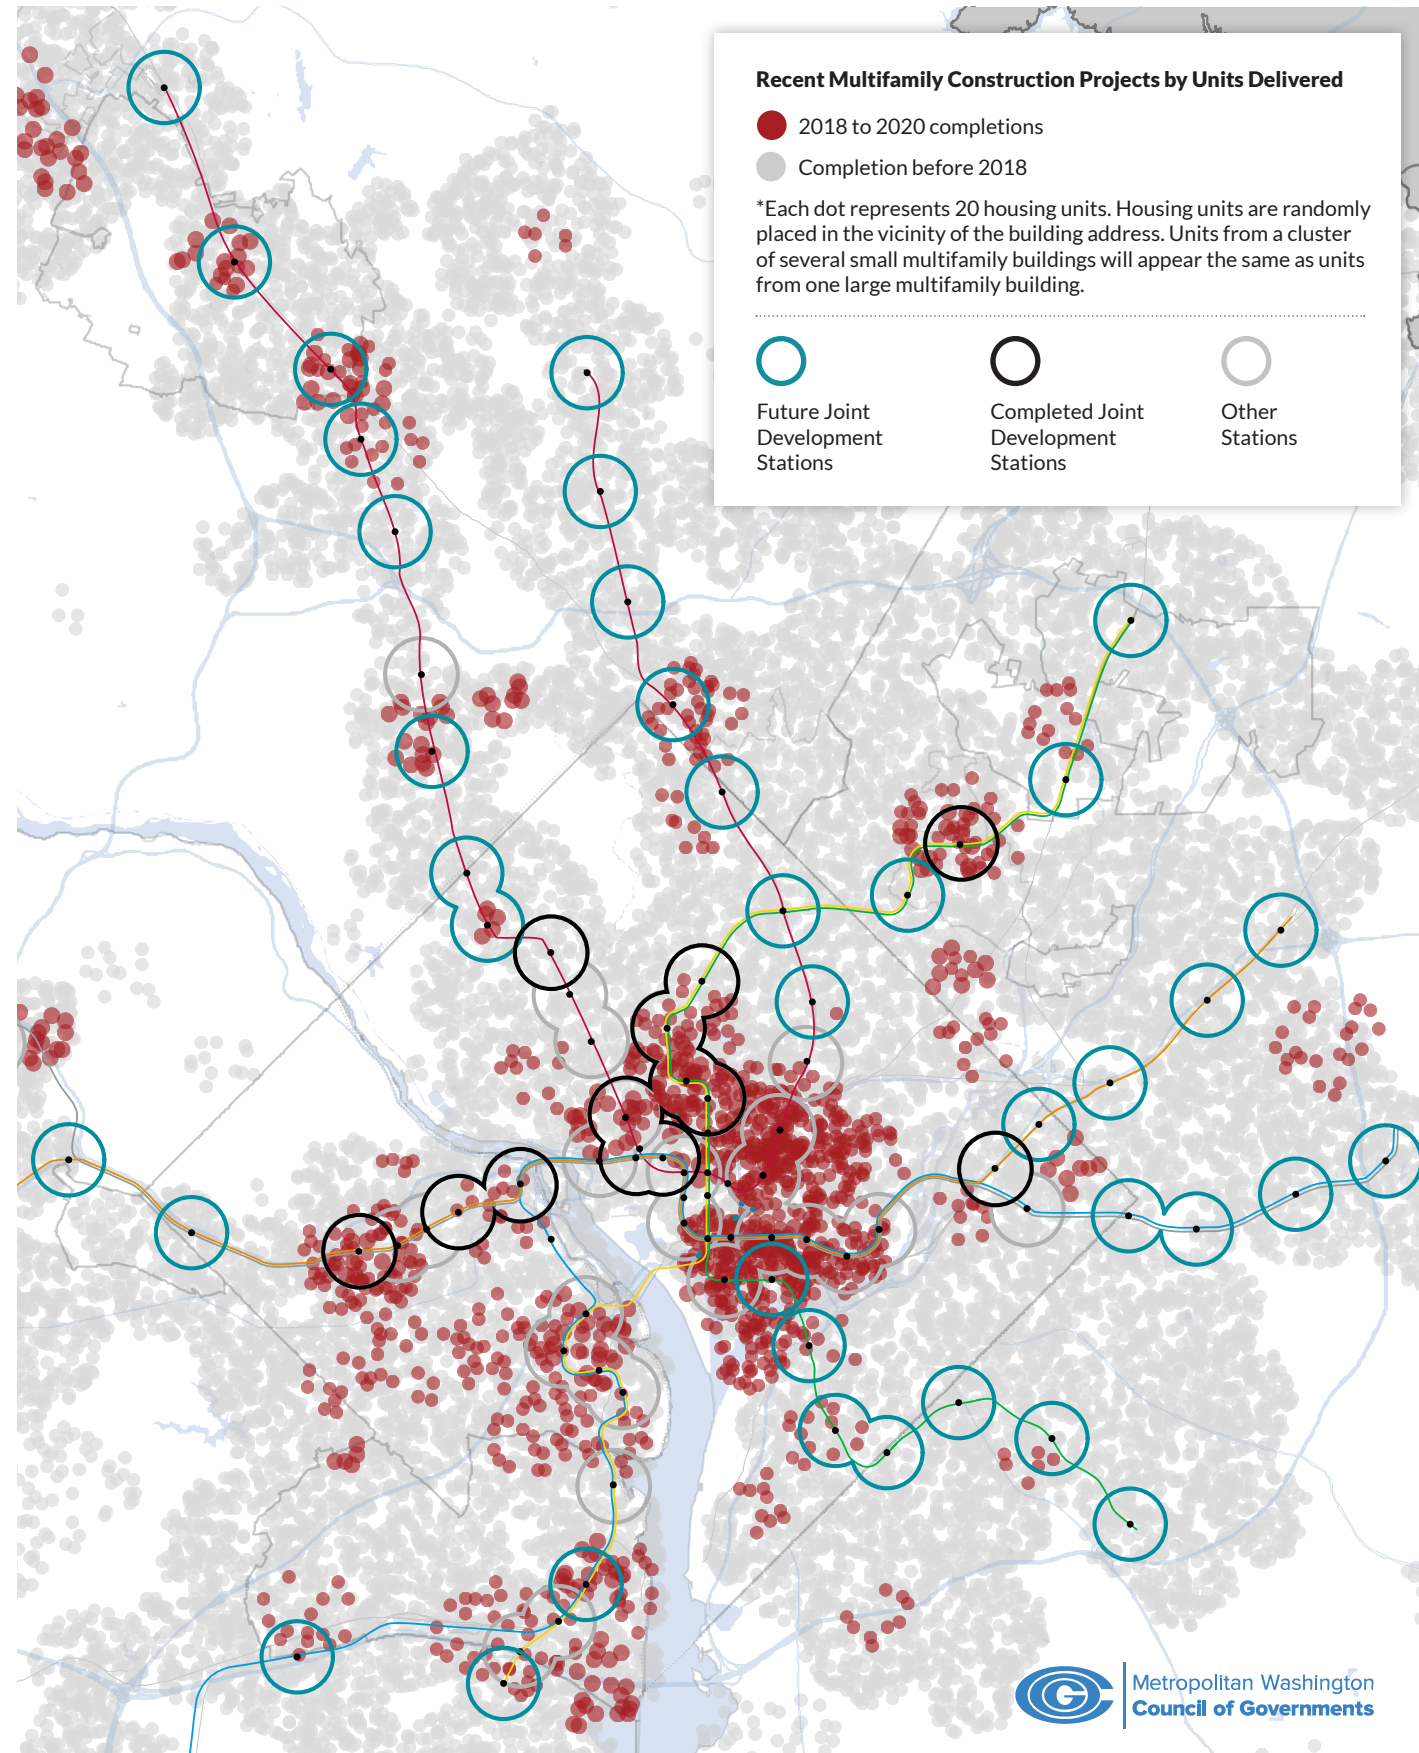 Recent Multifamily Construction Projects by Units Delivered
2018 to 2020 completions
Completion before 2018
*Each dot represents 20 housing units. Housing units are randomly
placed in the vicinity of the building address. Units from a cluster
of several small multifamily buildings will appear the same as units
from one large multifamily building.
Future Joint
Development
Stations
Completed Joint
Development
Stations
Other
Stations
Metropolitan Washington
Council of Governments